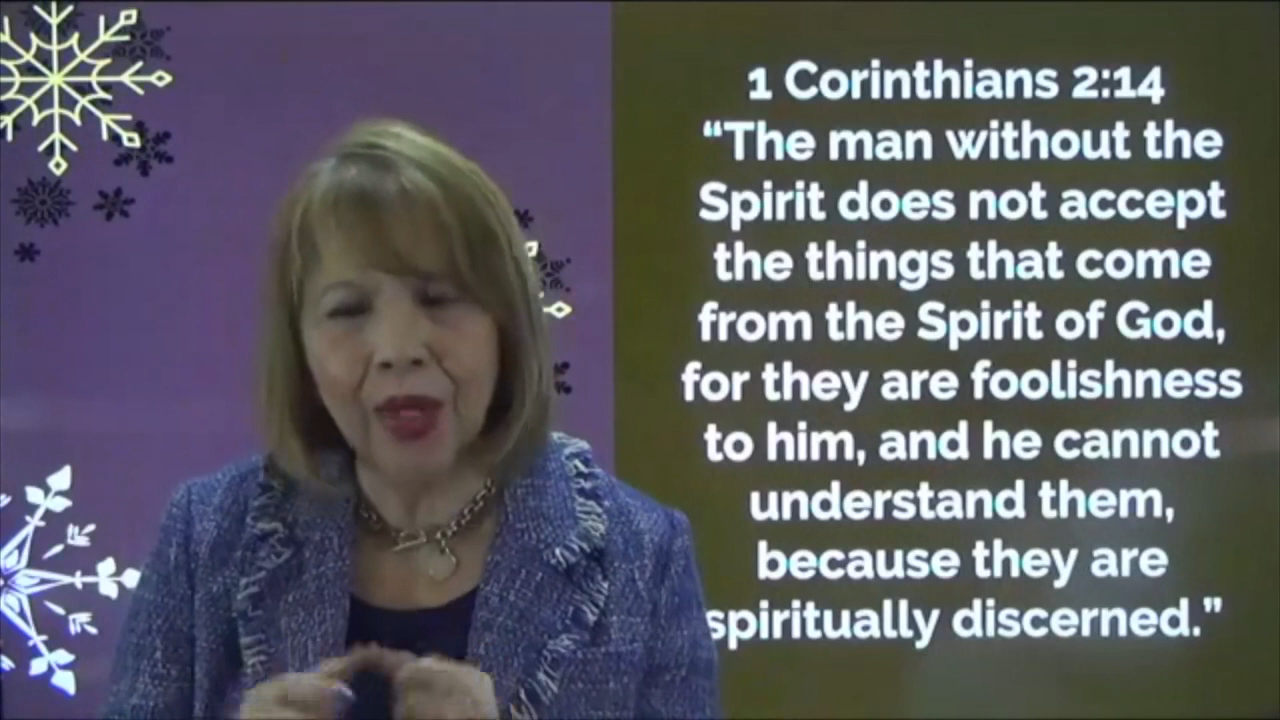 1 Corinthians 2:14
“The man without the
Spirit does not accept
the things that come
from the Spirit of God,
for they are foolishness
to him, and he cannot
understand them,
because they are
spiritually discerned.”